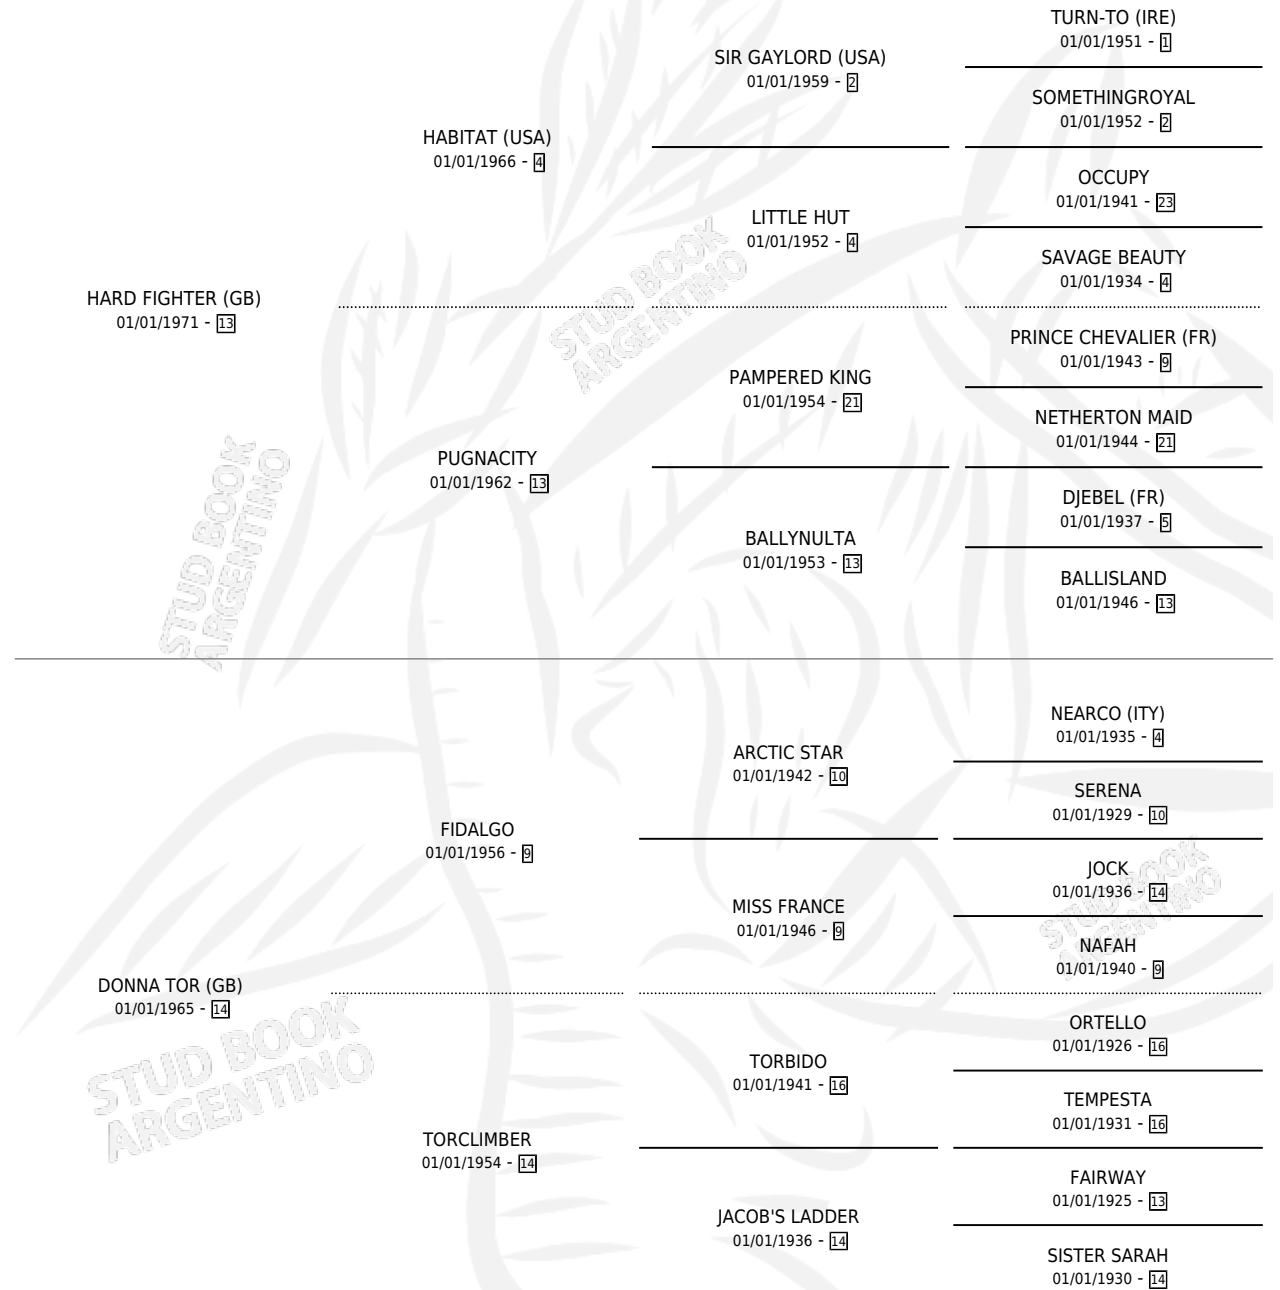 TURN-TO (IRE)
01/01/1951 - 1
SIR GAYLORD (USA)
01/01/1959 - 2
SOMETHINGROYAL
01/01/1952 - 2
HABITAT (USA)
01/01/1966 - 4
OCCUPY
01/01/1941 - 23
LITTLE HUT
01/01/1952 - 4
SAVAGE BEAUTY
01/01/1934 - 4
HARD FIGHTER (GB)
01/01/1971 - 13
PRINCE CHEVALIER (FR)
01/01/1943 - 9
PAMPERED KING
01/01/1954 - 21
NETHERTON MAID
01/01/1944 - 21
PUGNACITY
01/01/1962 - 13
DJEBEL (FR)
01/01/1937 - 5
BALLYNULTA
01/01/1953 - 13
BALLISLAND
01/01/1946 - 13
STUD BOOK
ARGENTINO
STUD BOOK
ARGENTINO
NEARCO (ITY)
01/01/1935 - 4
ARCTIC STAR
01/01/1942 - 10
SERENA
01/01/1929 - 10
FIDALGO
01/01/1956 - 9
JOCK
01/01/1936 - 14
MISS FRANCE
01/01/1946 - 9
NAFAH
01/01/1940 - 9
DONNA TOR (GB)
01/01/1965 - 14
ORTELLO
01/01/1926 - 16
TORBIDO
01/01/1941 - 16
TEMPESTA
01/01/1931 - 16
TORCLIMBER
01/01/1954 - 14
FAIRWAY
01/01/1925 - 13
JACOB'S LADDER
01/01/1936 - 14
SISTER SARAH
01/01/1930 - 14
STUD BOOK
ARGENTINO
STUD BOOK
ARGENTINO